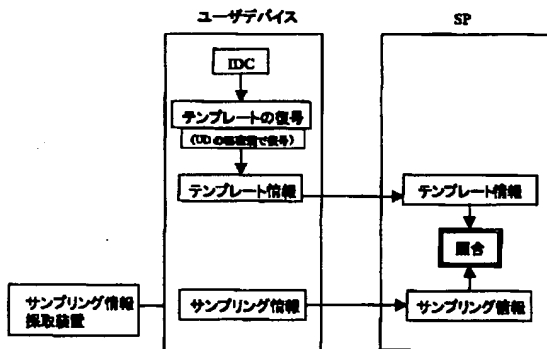 ユーザデバイス
SP
IDC
テンプレートの復号
(UDの秘密鍵で復号)
テンプレート情報
テンプレート情報
照合
サンプリング情報
採取装置
サンプリング情報
サンプリング情報